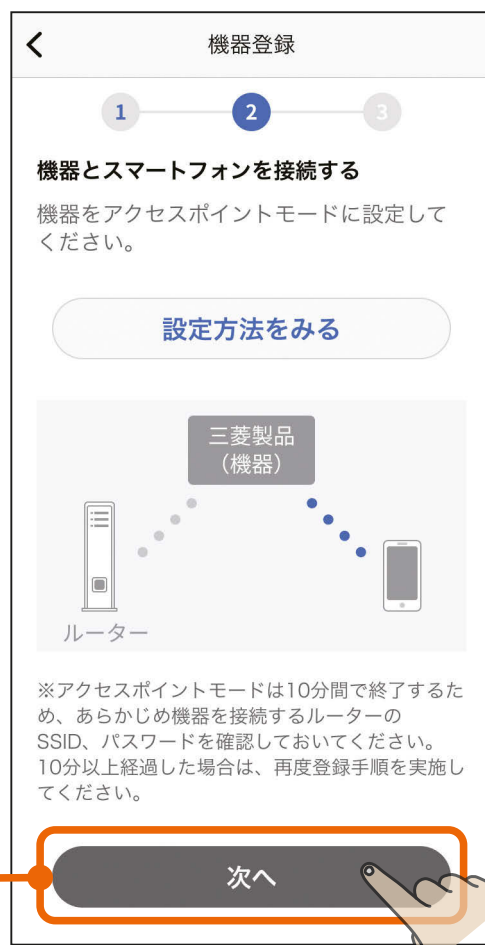 機器登録
1 2 3
機器とスマートフォンを接続する
機器をアクセスポイントモードに設定して
ください。
設定方法をみる
三菱製品
（機器）
ルーター
※アクセスポイントモードは10分間で終了するた
め、あらかじめ機器を接続するルーターの
SSID、パスワードを確認しておいてください。
10分以上経過した場合は、再度登録手順を実施し
てください。
次へ